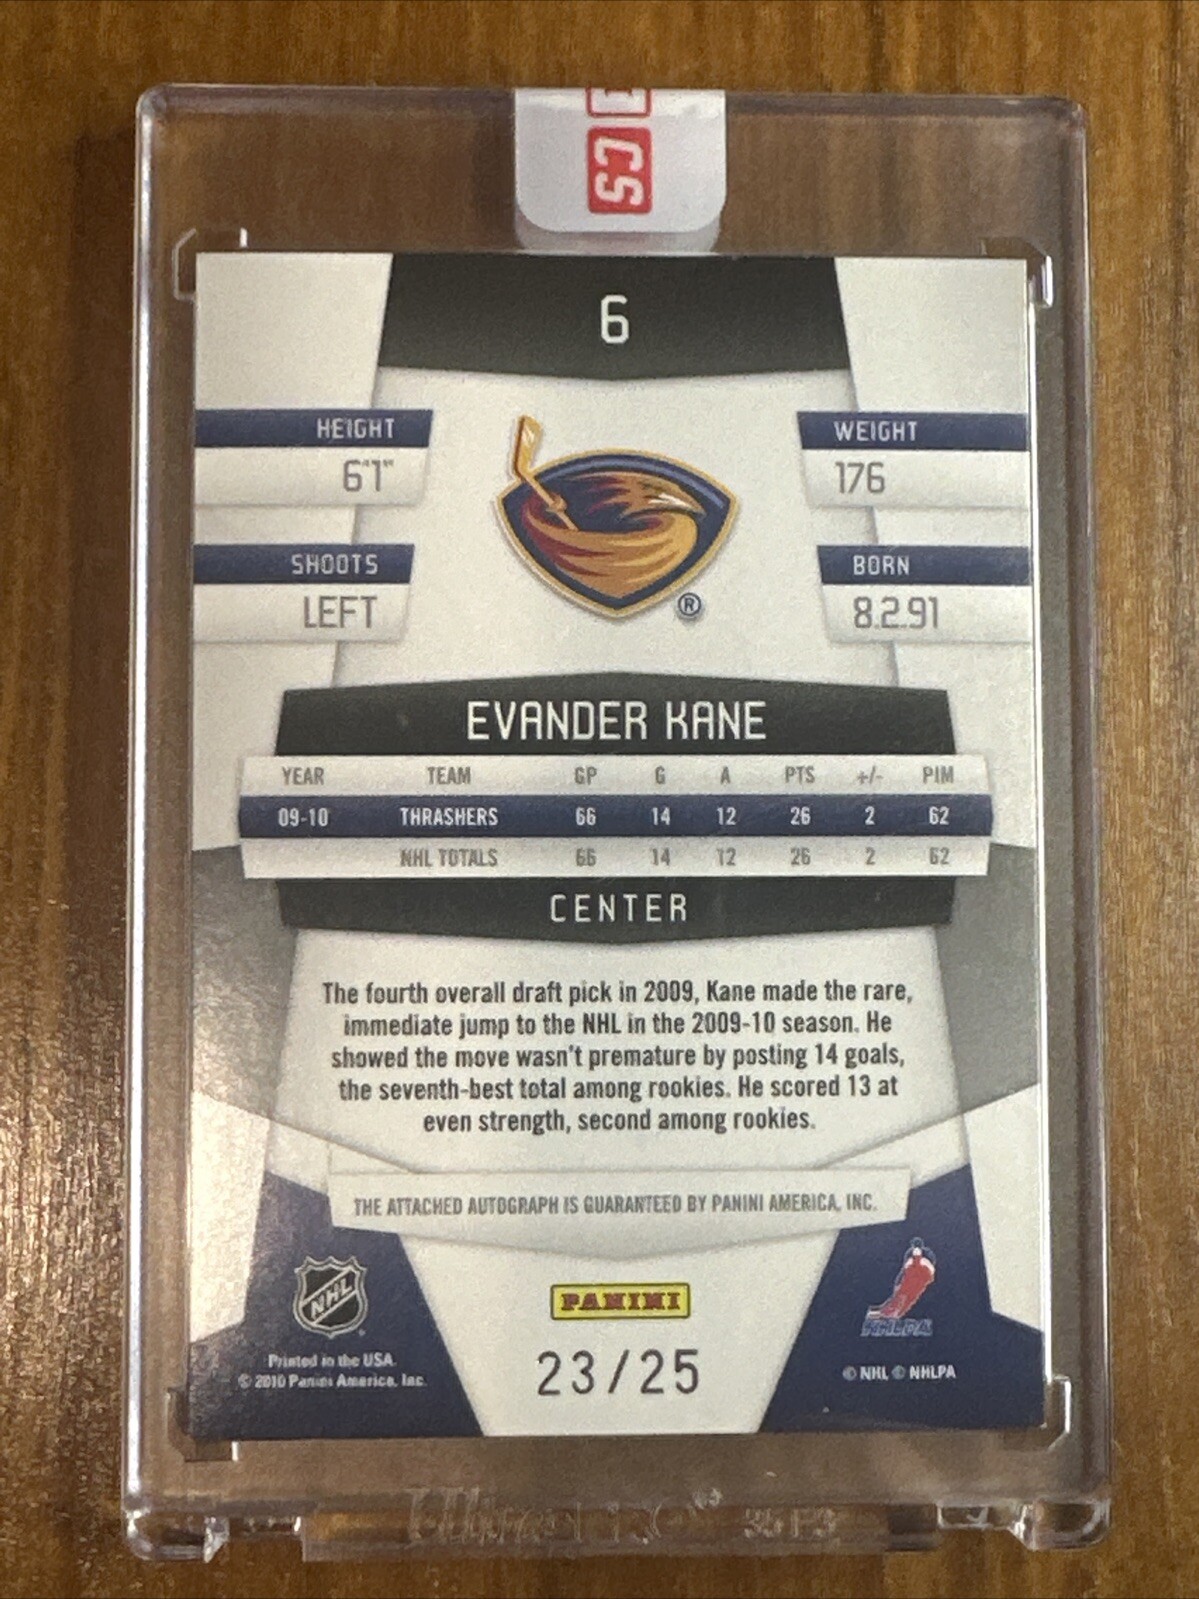 CS
6
HEIGHT
6'1"
WEIGHT
176
SHOOTS
LEFT
BORN
8.2.91
®
EVANDER KANE
YEAR TEAM GP G A PTS +/- PIM
09-10 THRASHERS 66 14 12 26 2 62
NHL TOTALS 66 14 12 26 2 62
CENTER
The fourth overall draft pick in 2009, Kane made the rare,
immediate jump to the NHL in the 2009-10 season. He
showed the move wasn't premature by posting 14 goals,
the seventh-best total among rookies. He scored 13 at
even strength, second among rookies.
THE ATTACHED AUTOGRAPH IS GUARANTEED BY PANINI AMERICA, INC.
NHL
PANINI
NHLPA
Printed in the USA.
© 2010 Panini America, Inc.
23/25
© NHL © NHLPA